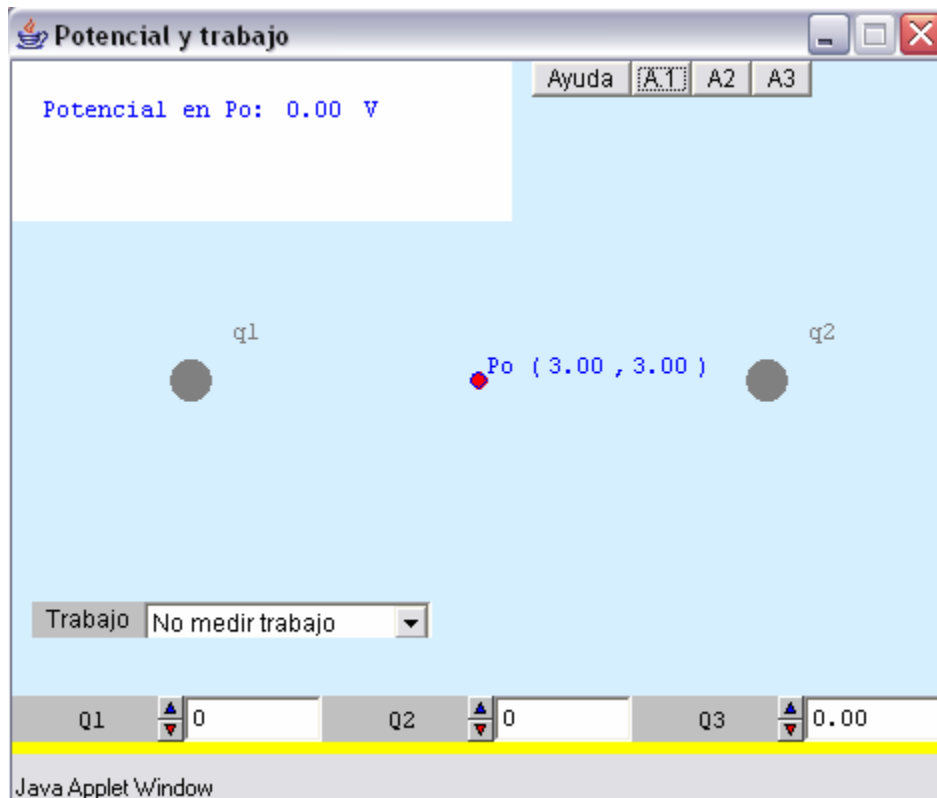 Potencial y trabajo
Ayuda A.1 A2 A3
Potencial en Po: 0.00 V
q1 q2
Po (3.00 ,3.00 )
Trabajo No medir trabajo
Q1 0 Q2 0 Q3 0.00
Java Applet Window